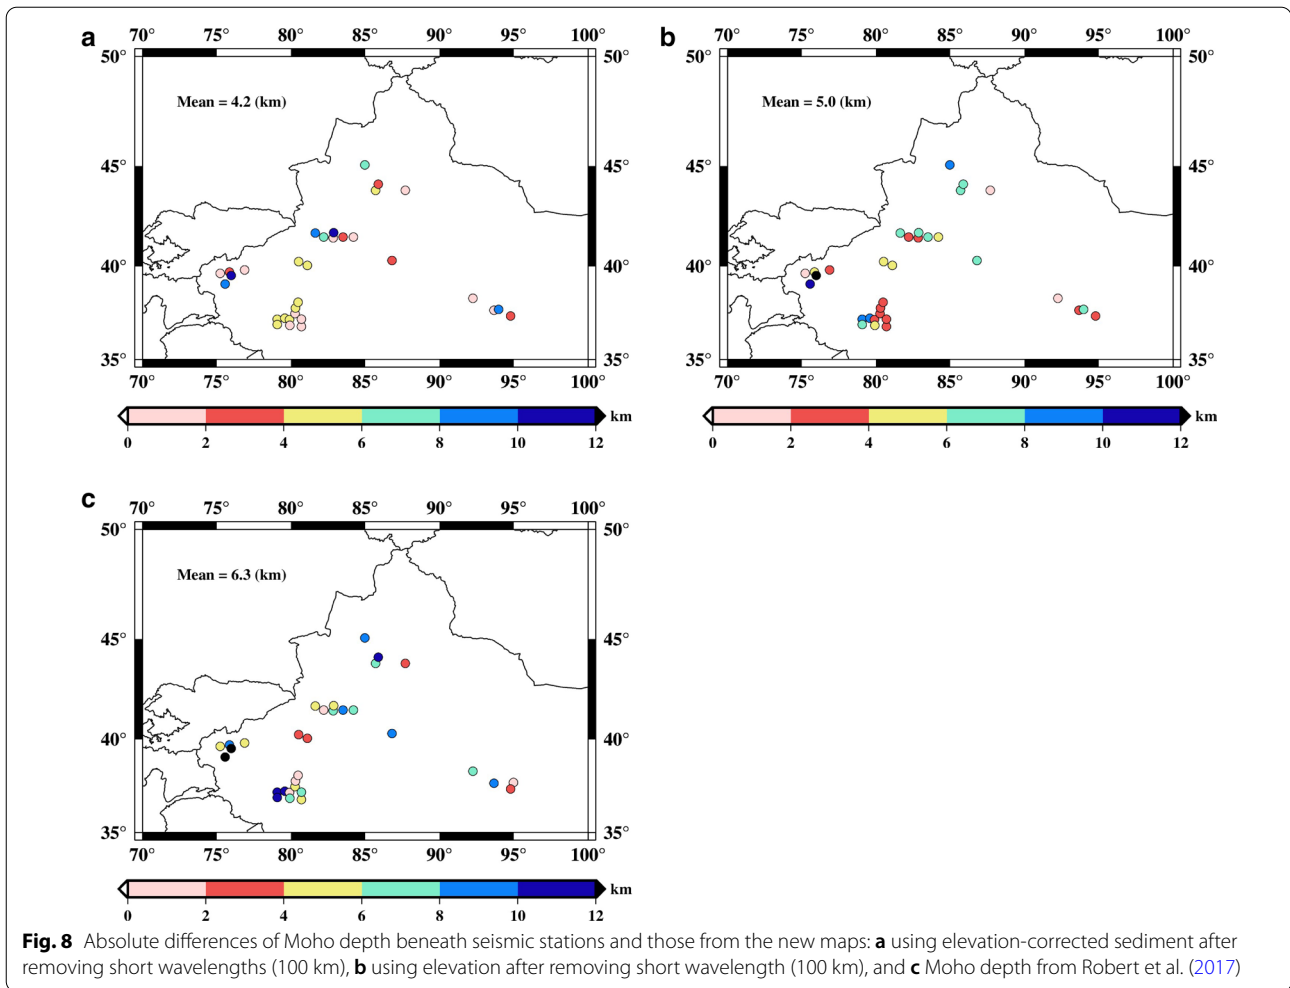 a
70° 75° 80° 85° 90° 95° 100°
50° 50°
Mean = 4.2 (km)
45° 45°
40° 40°
35° 35°
70° 75° 80° 85° 90° 95° 100°
km
0 2 4 6 8 10 12
b
70° 75° 80° 85° 90° 95° 100°
50° 50°
Mean = 5.0 (km)
45° 45°
40° 40°
35° 35°
70° 75° 80° 85° 90° 95° 100°
km
0 2 4 6 8 10 12
c
70° 75° 80° 85° 90° 95° 100°
50° 50°
Mean = 6.3 (km)
45° 45°
40° 40°
35° 35°
70° 75° 80° 85° 90° 95° 100°
km
0 2 4 6 8 10 12
Fig. 8 Absolute differences of Moho depth beneath seismic stations and those from the new maps: a using elevation-corrected sediment after
removing short wavelengths (100 km), b using elevation after removing short wavelength (100 km), and c Moho depth from Robert et al. (2017)